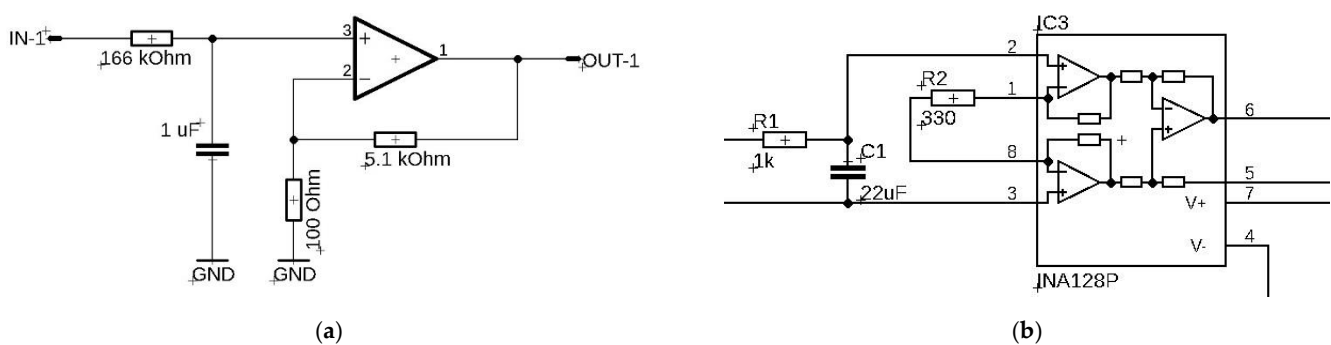 IN-1
166 kOhm
1 uF
GND
3
2
1
OUT-1
5.1 kOhm
100 Ohm
GND
(a)
IC3
R1
1k
C1
22uF
R2
330
2
1
8
3
6
5
7
4
V+
V-
INA128P
(b)